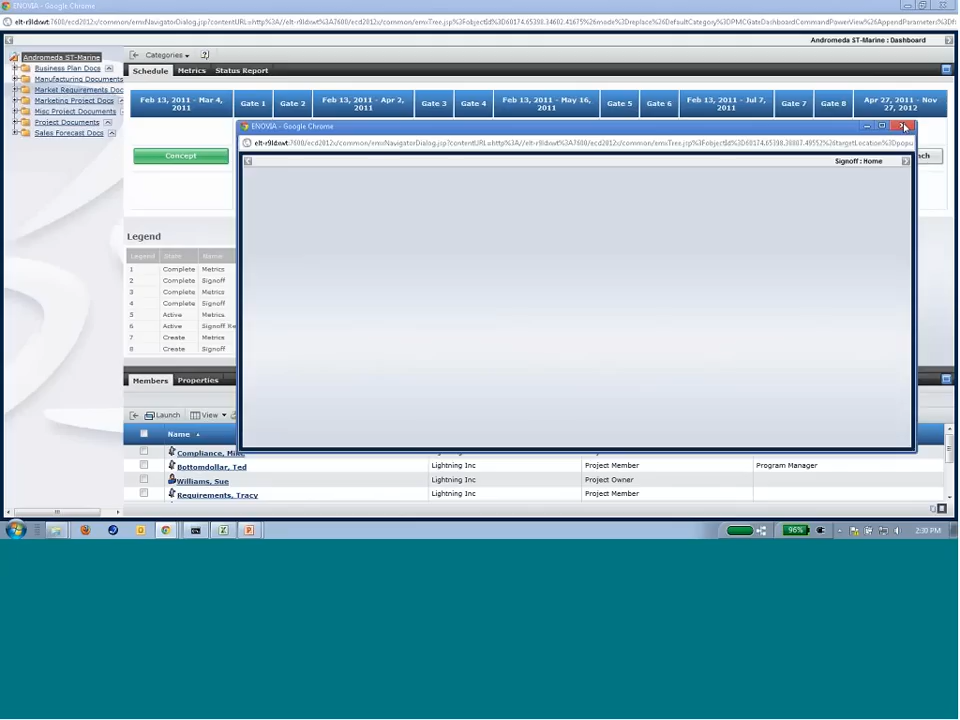 ENOVIA - Google Chrome
Andromeda ST-Marine : Dashboard
Andromeda ST-Marine
Business Plan Docs
Manufacturing Documents
Market Requirements Doc
Marketing Project Docs
Misc Project Documents
Project Documents
Sales Forecast Docs
Categories
Schedule Metrics Status Report
Feb 13, 2011 - Mar 4, 2011
Gate 1
Gate 2
Feb 13, 2011 - Apr 2, 2011
Gate 3
Gate 4
Feb 13, 2011 - May 16, 2011
Gate 5
Gate 6
Feb 13, 2011 - Jul 7, 2011
Gate 7
Gate 8
Apr 27, 2011 - Nov 27, 2012
ENOVIA - Google Chrome
Signoff : Home
Concept
nch
Legend
Legend State Name
1 Complete Metrics
2 Complete Signoff
3 Complete Metrics
4 Complete Signoff
5 Active Metrics
6 Active Signoff Re
7 Create Metrics
8 Create Signoff
Members Properties
Launch View
Name
Compliance, Mike
Bottomdollar, Ted Lightning Inc Project Member Program Manager
Williams, Sue Lightning Inc Project Owner
Requirements, Tracy Lightning Inc Project Member
96% 2:30 PM